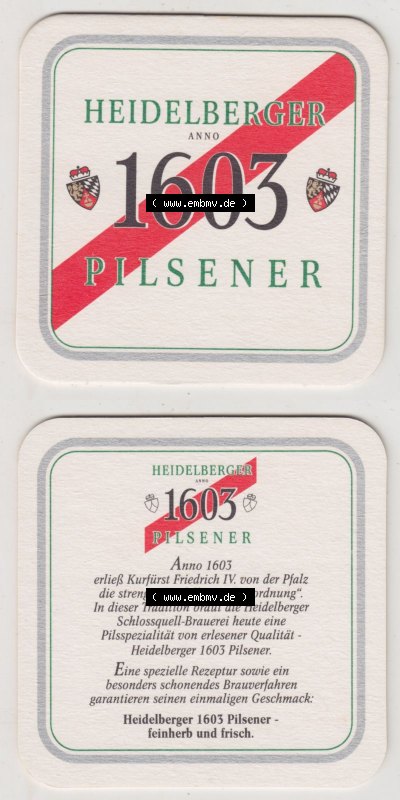 HEIDELBERGER
ANNO
1603
( www.embmv.de )
PILSENER
HEIDELBERGER
ANNO
1603
PILSENER
Anno 1603
erließ Kurfürst Friedrich IV. von der Pfalz
die ordnung“.
( www.embmv.de )
In dieser Tradition braut die Heidelberger
Schlossquell-Brauerei heute eine
Pilsspezialität von erlesener Qualität -
Heidelberger 1603 Pilsener.
Eine spezielle Rezeptur sowie ein
besonders schonendes Brauverfahren
garantieren seinen einmaligen Geschmack:
Heidelberger 1603 Pilsener -
feinherb und frisch.